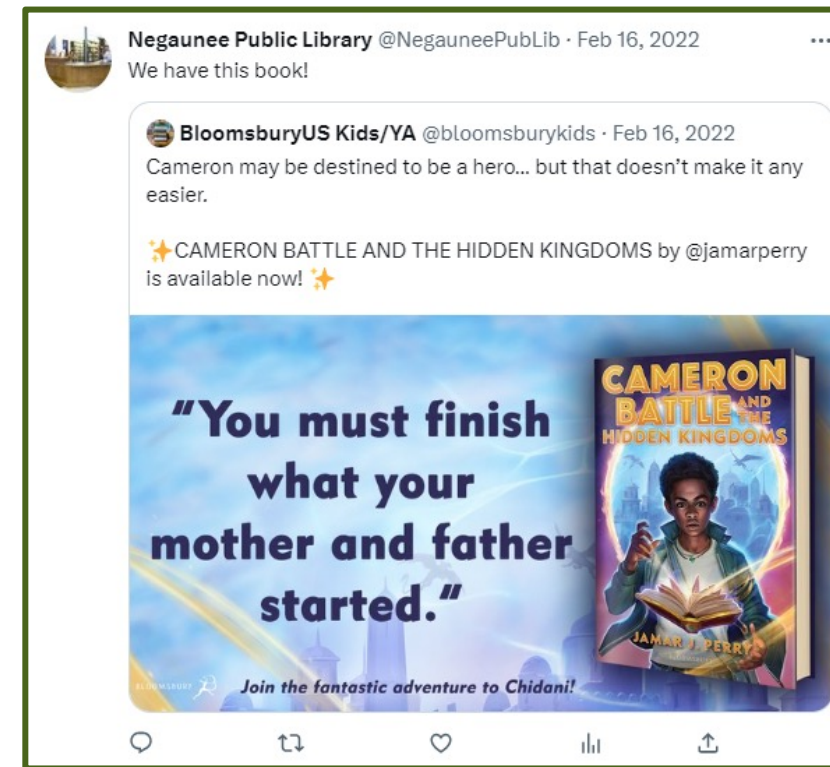 Negaunee Public Library @NegauneePubLib · Feb 16, 2022
We have this book!
BloomsburyUS Kids/YA @bloomsburykids · Feb 16, 2022
Cameron may be destined to be a hero... but that doesn't make it any
easier.
✨CAMERON BATTLE AND THE HIDDEN KINGDOMS by @jamarperry
is available now! ✨
"You must finish
what your
mother and father
started."
BLOOMSBURY
Join the fantastic adventure to Chidani!
CAMERON
BATTLE AND THE
HIDDEN KINGDOMS
JAMAR J. PERRY